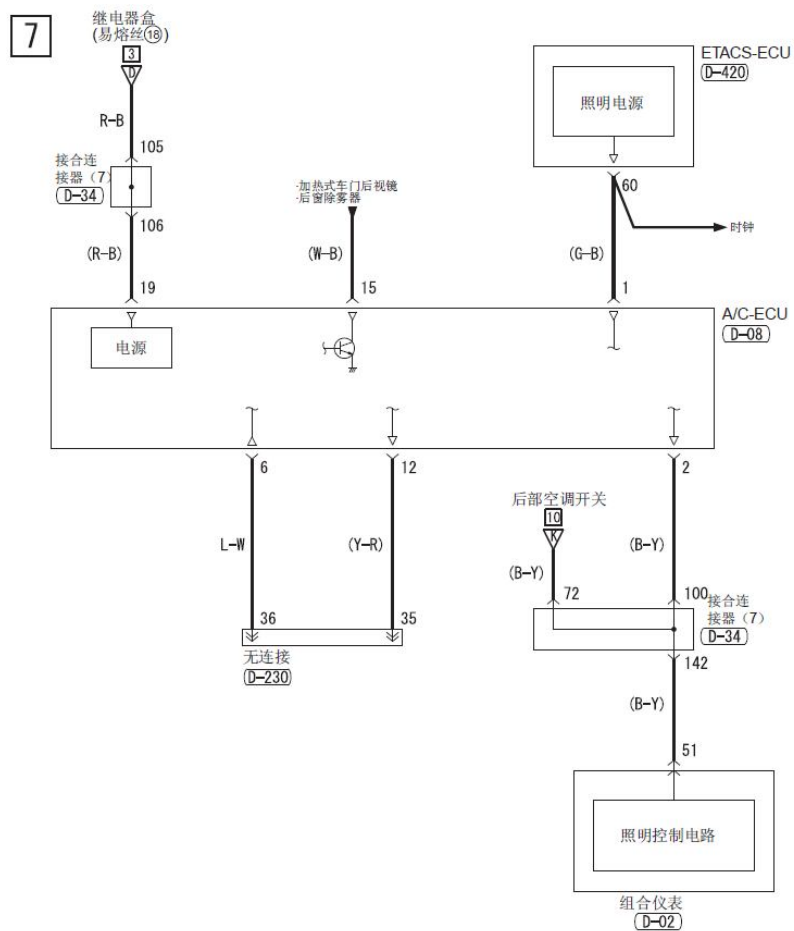 7
继电器盒
(易熔丝⑱)
3
D
R-B
105
接合连
接器（7）
D-34
106
(R-B)
19
·加热式车门后视镜
·后窗除雾器
(W-B)
15
ETACS-ECU
D-420
照明电源
60
时钟
(G-B)
1
A/C-ECU
D-08
电源
6
12
2
L-W
(Y-R)
后部空调开关
10
K
(B-Y)
(B-Y)
72
100
接合连
接器（7）
D-34
36
35
无连接
D-230
142
(B-Y)
51
照明控制电路
组合仪表
D-02